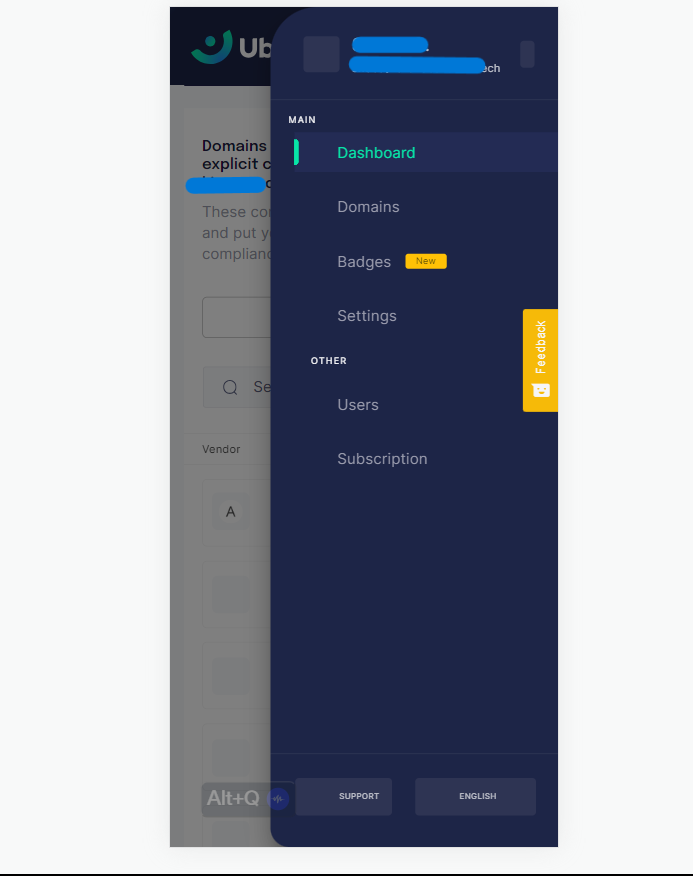 Ub
ech
MAIN
Dashboard
Domains
Badges New
Settings
OTHER
Users
Subscription
Feedback
SUPPORT
ENGLISH
Domains
explicit c
These co
and put y
complian
Se
Vendor
A
Alt+Q